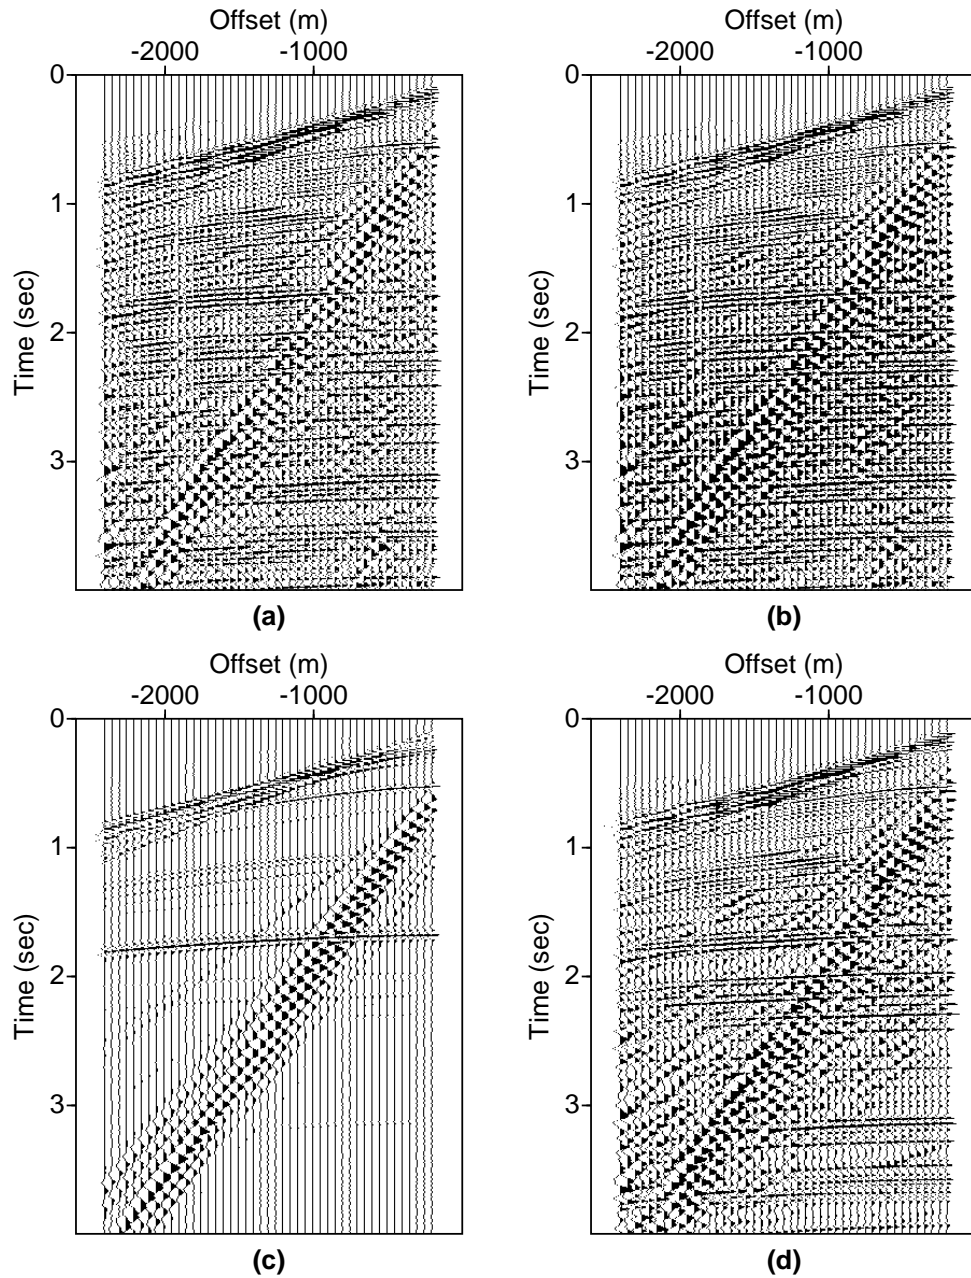 Offset (m)
-2000 -1000
0
1
2
3
Time (sec)
(a)
Offset (m)
-2000 -1000
0
1
2
3
Time (sec)
(b)
Offset (m)
-2000 -1000
0
1
2
3
Time (sec)
(c)
Offset (m)
-2000 -1000
0
1
2
3
Time (sec)
(d)